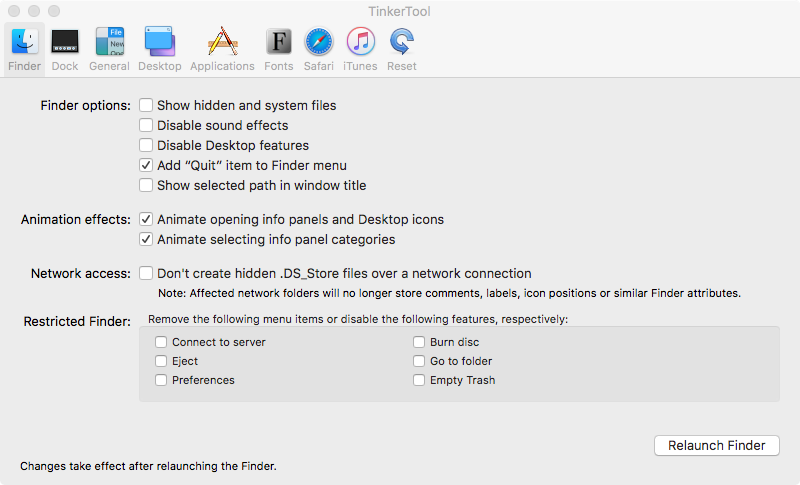 TinkerTool
Finder Dock General Desktop Applications Fonts Safari iTunes Reset
Finder options: Show hidden and system files
Disable sound effects
Disable Desktop features
Add “Quit” item to Finder menu
Show selected path in window title
Animation effects: Animate opening info panels and Desktop icons
Animate selecting info panel categories
Network access: Don't create hidden .DS_Store files over a network connection
Note: Affected network folders will no longer store comments, labels, icon positions or similar Finder attributes.
Restricted Finder: Remove the following menu items or disable the following features, respectively:
Connect to server Burn disc
Eject Go to folder
Preferences Empty Trash
Relaunch Finder
Changes take effect after relaunching the Finder.